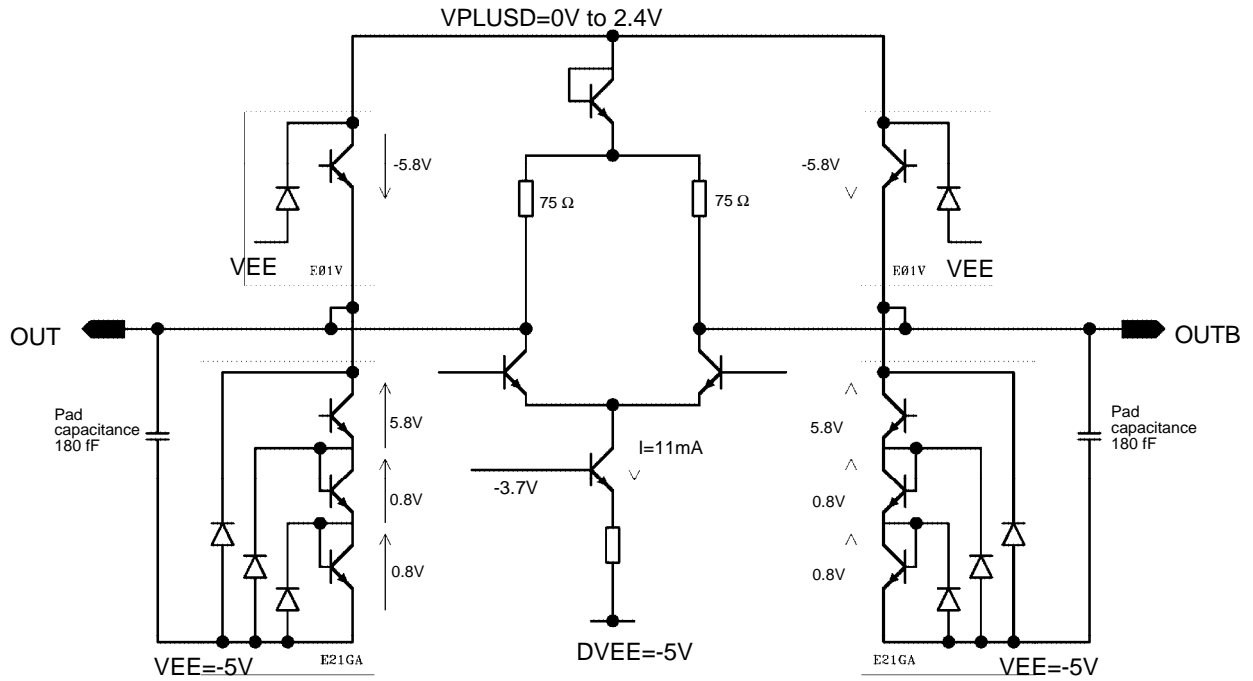 VPLUSD=0V to 2.4V
-5.8V
-5.8V
75 Ω
75 Ω
VEE
E01V
E01V
VEE
OUT
OUTB
Pad
capacitance
180 fF
5.8V
I=11mA
5.8V
Pad
capacitance
180 fF
-3.7V
0.8V
0.8V
0.8V
0.8V
VEE=-5V
E21GA
DVEE=-5V
E21GA
VEE=-5V